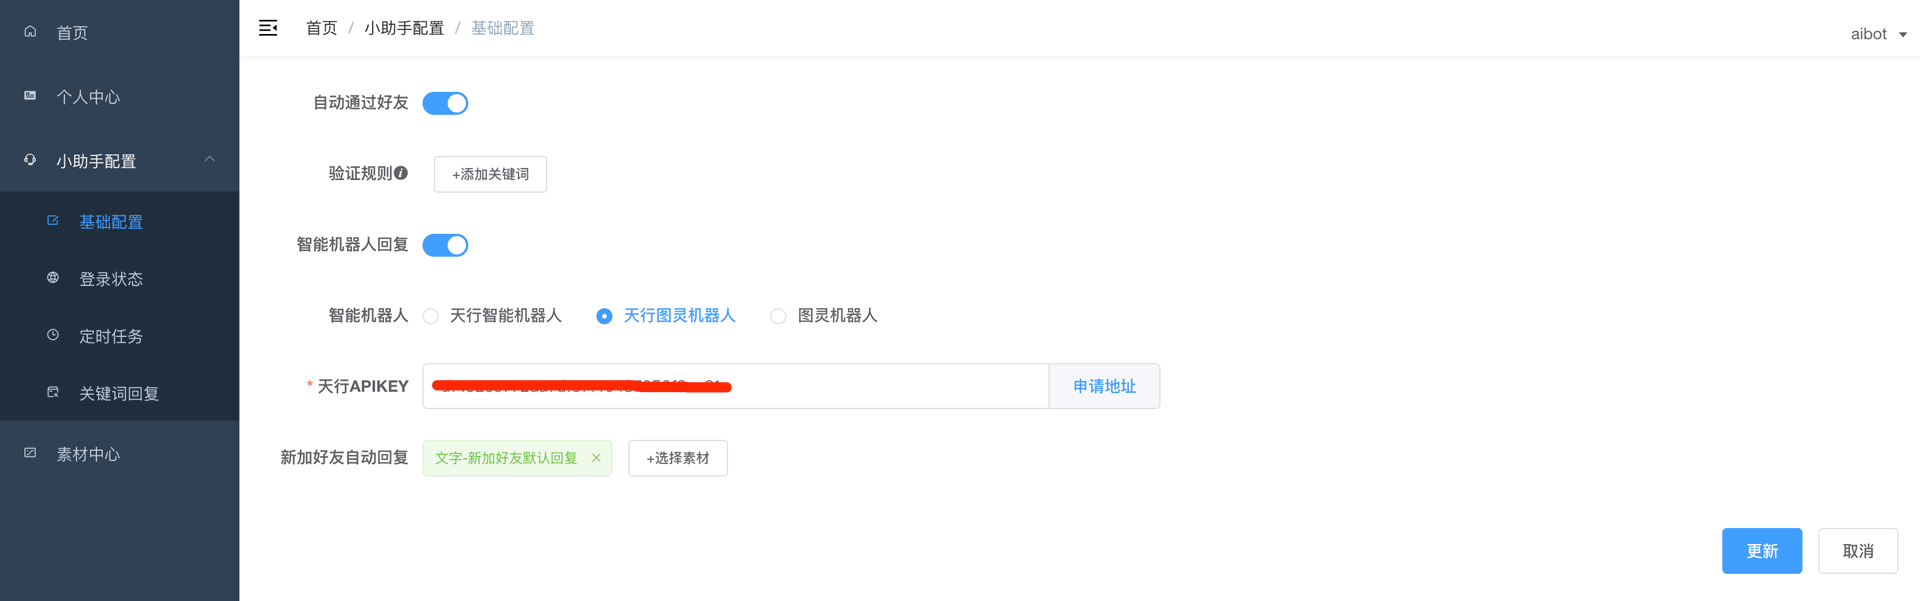 首页
个人中心
小助手配置
基础配置
登录状态
定时任务
关键词回复
素材中心
首页 / 小助手配置 / 基础配置
aibot
自动通过好友
验证规则 +添加关键词
智能机器人回复
智能机器人 天行智能机器人 天行图灵机器人 图灵机器人
* 天行APIKEY 申请地址
新加好友自动回复 文字-新加好友默认回复 × +选择素材
更新 取消